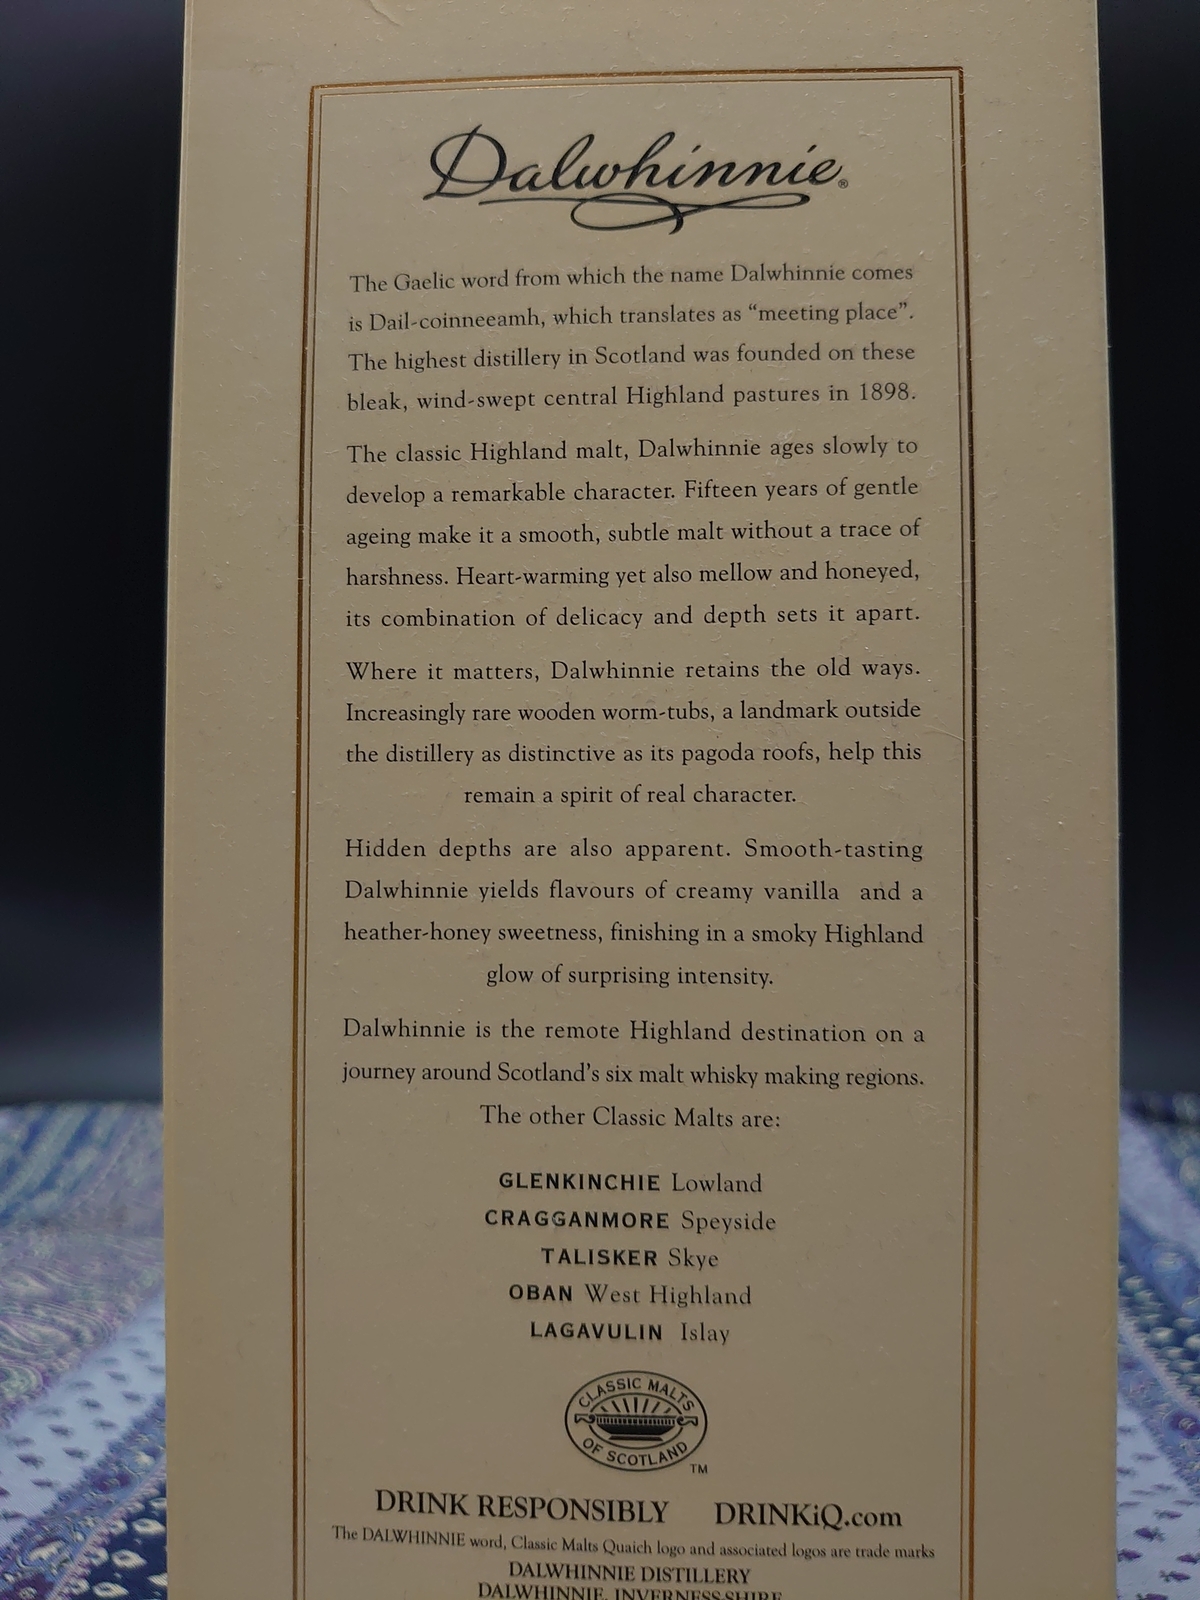 Dalwhinnie®
The Gaelic word from which the name Dalwhinnie comes
is Dail-coinneeamh, which translates as “meeting place”.
The highest distillery in Scotland was founded on these
bleak, wind-swept central Highland pastures in 1898.
The classic Highland malt, Dalwhinnie ages slowly to
develop a remarkable character. Fifteen years of gentle
ageing make it a smooth, subtle malt without a trace of
harshness. Heart-warming yet also mellow and honeyed,
its combination of delicacy and depth sets it apart.
Where it matters, Dalwhinnie retains the old ways.
Increasingly rare wooden worm-tubs, a landmark outside
the distillery as distinctive as its pagoda roofs, help this
remain a spirit of real character.
Hidden depths are also apparent. Smooth-tasting
Dalwhinnie yields flavours of creamy vanilla and a
heather-honey sweetness, finishing in a smoky Highland
glow of surprising intensity.
Dalwhinnie is the remote Highland destination on a
journey around Scotland’s six malt whisky making regions.
The other Classic Malts are:
GLENKINCHIE Lowland
CRAGGANMORE Speyside
TALISKER Skye
OBAN West Highland
LAGAVULIN Islay
CLASSIC MALTS
OF SCOTLAND
TM
DRINK RESPONSIBLY DRINKiQ.com
The DALWHINNIE word, Classic Malts Quaich logo and associated logos are trade marks
DALWHINNIE DISTILLERY
DALWHINNIE, INVERNESS-SHIRE